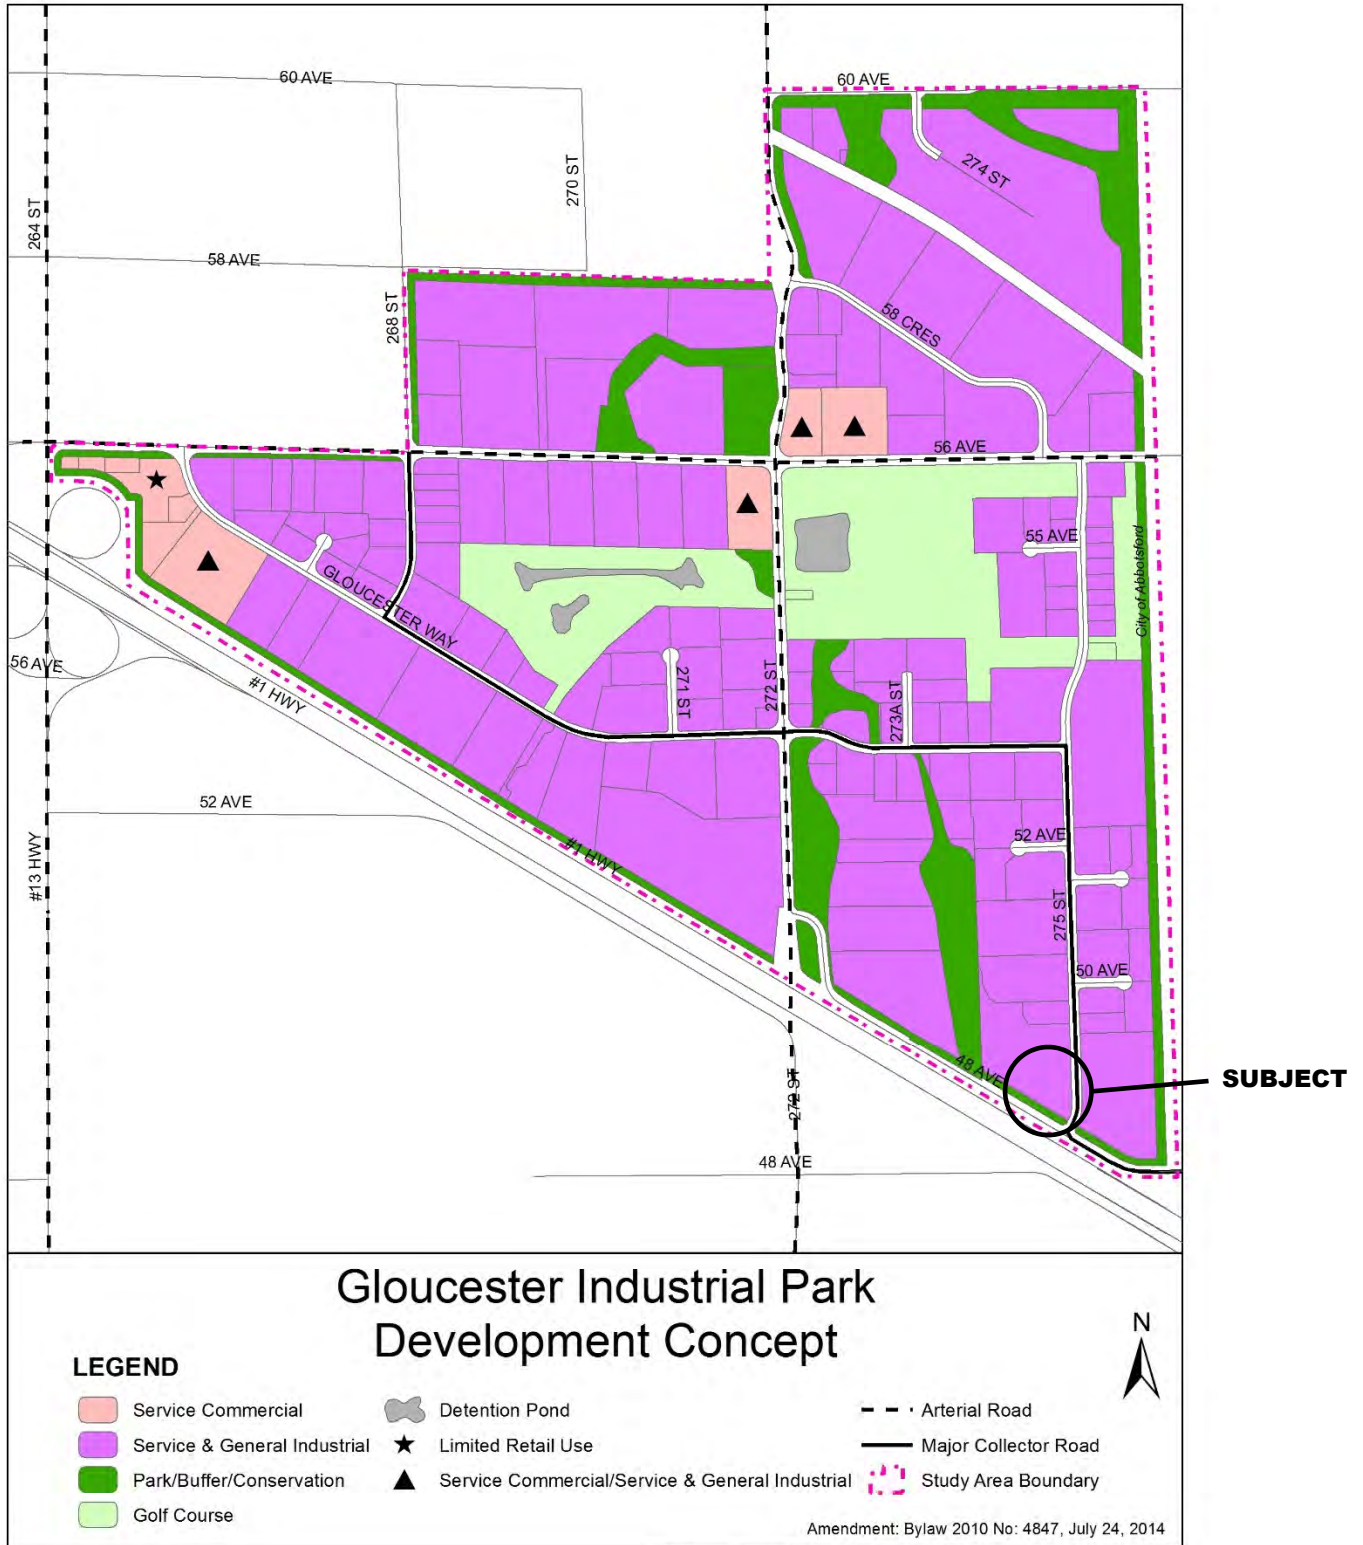 60 AVE
60 AVE
274 ST
270 ST
264 ST
58 AVE
268 ST
58 CRES
56 AVE
55 AVE
City of Abbotsford
GLOUCESTER WAY
56 AVE
#1 HWY
271 ST
272 ST
273A ST
52 AVE
#13 HWY
#1 HWY
52 AVE
275 ST
50 AVE
48 AVE
SUBJECT
272 ST
48 AVE
Gloucester Industrial Park
Development Concept
N
LEGEND
Service Commercial
Detention Pond
Arterial Road
Service & General Industrial
Limited Retail Use
Major Collector Road
Park/Buffer/Conservation
Service Commercial/Service & General Industrial
Study Area Boundary
Golf Course
Amendment: Bylaw 2010 No: 4847, July 24, 2014